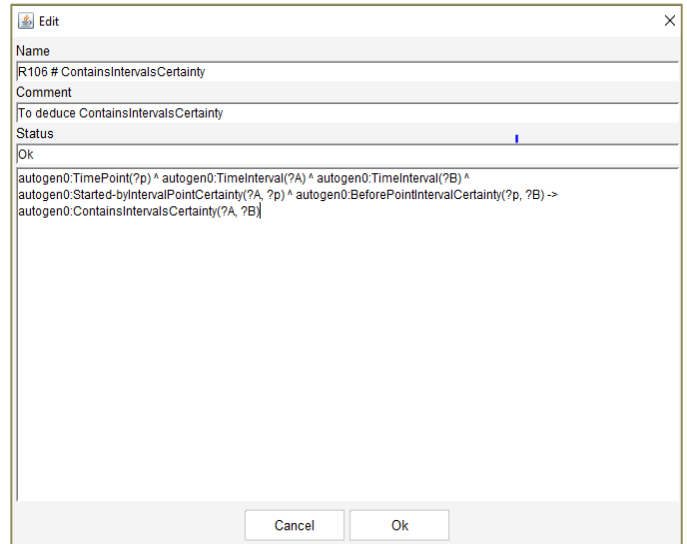 Edit
Name
R106 # ContainsIntervalsCertainty
Comment
To deduce ContainsIntervalsCertainty
Status
Ok
autogen0:TimePoint(?p) ^ autogen0:TimeInterval(?A) ^ autogen0:TimeInterval(?B) ^
autogen0:Started-byIntervalPointCertainty(?A, ?p) ^ autogen0:BeforePointIntervalCertainty(?p, ?B) ->
autogen0:ContainsIntervalsCertainty(?A, ?B)
Cancel Ok